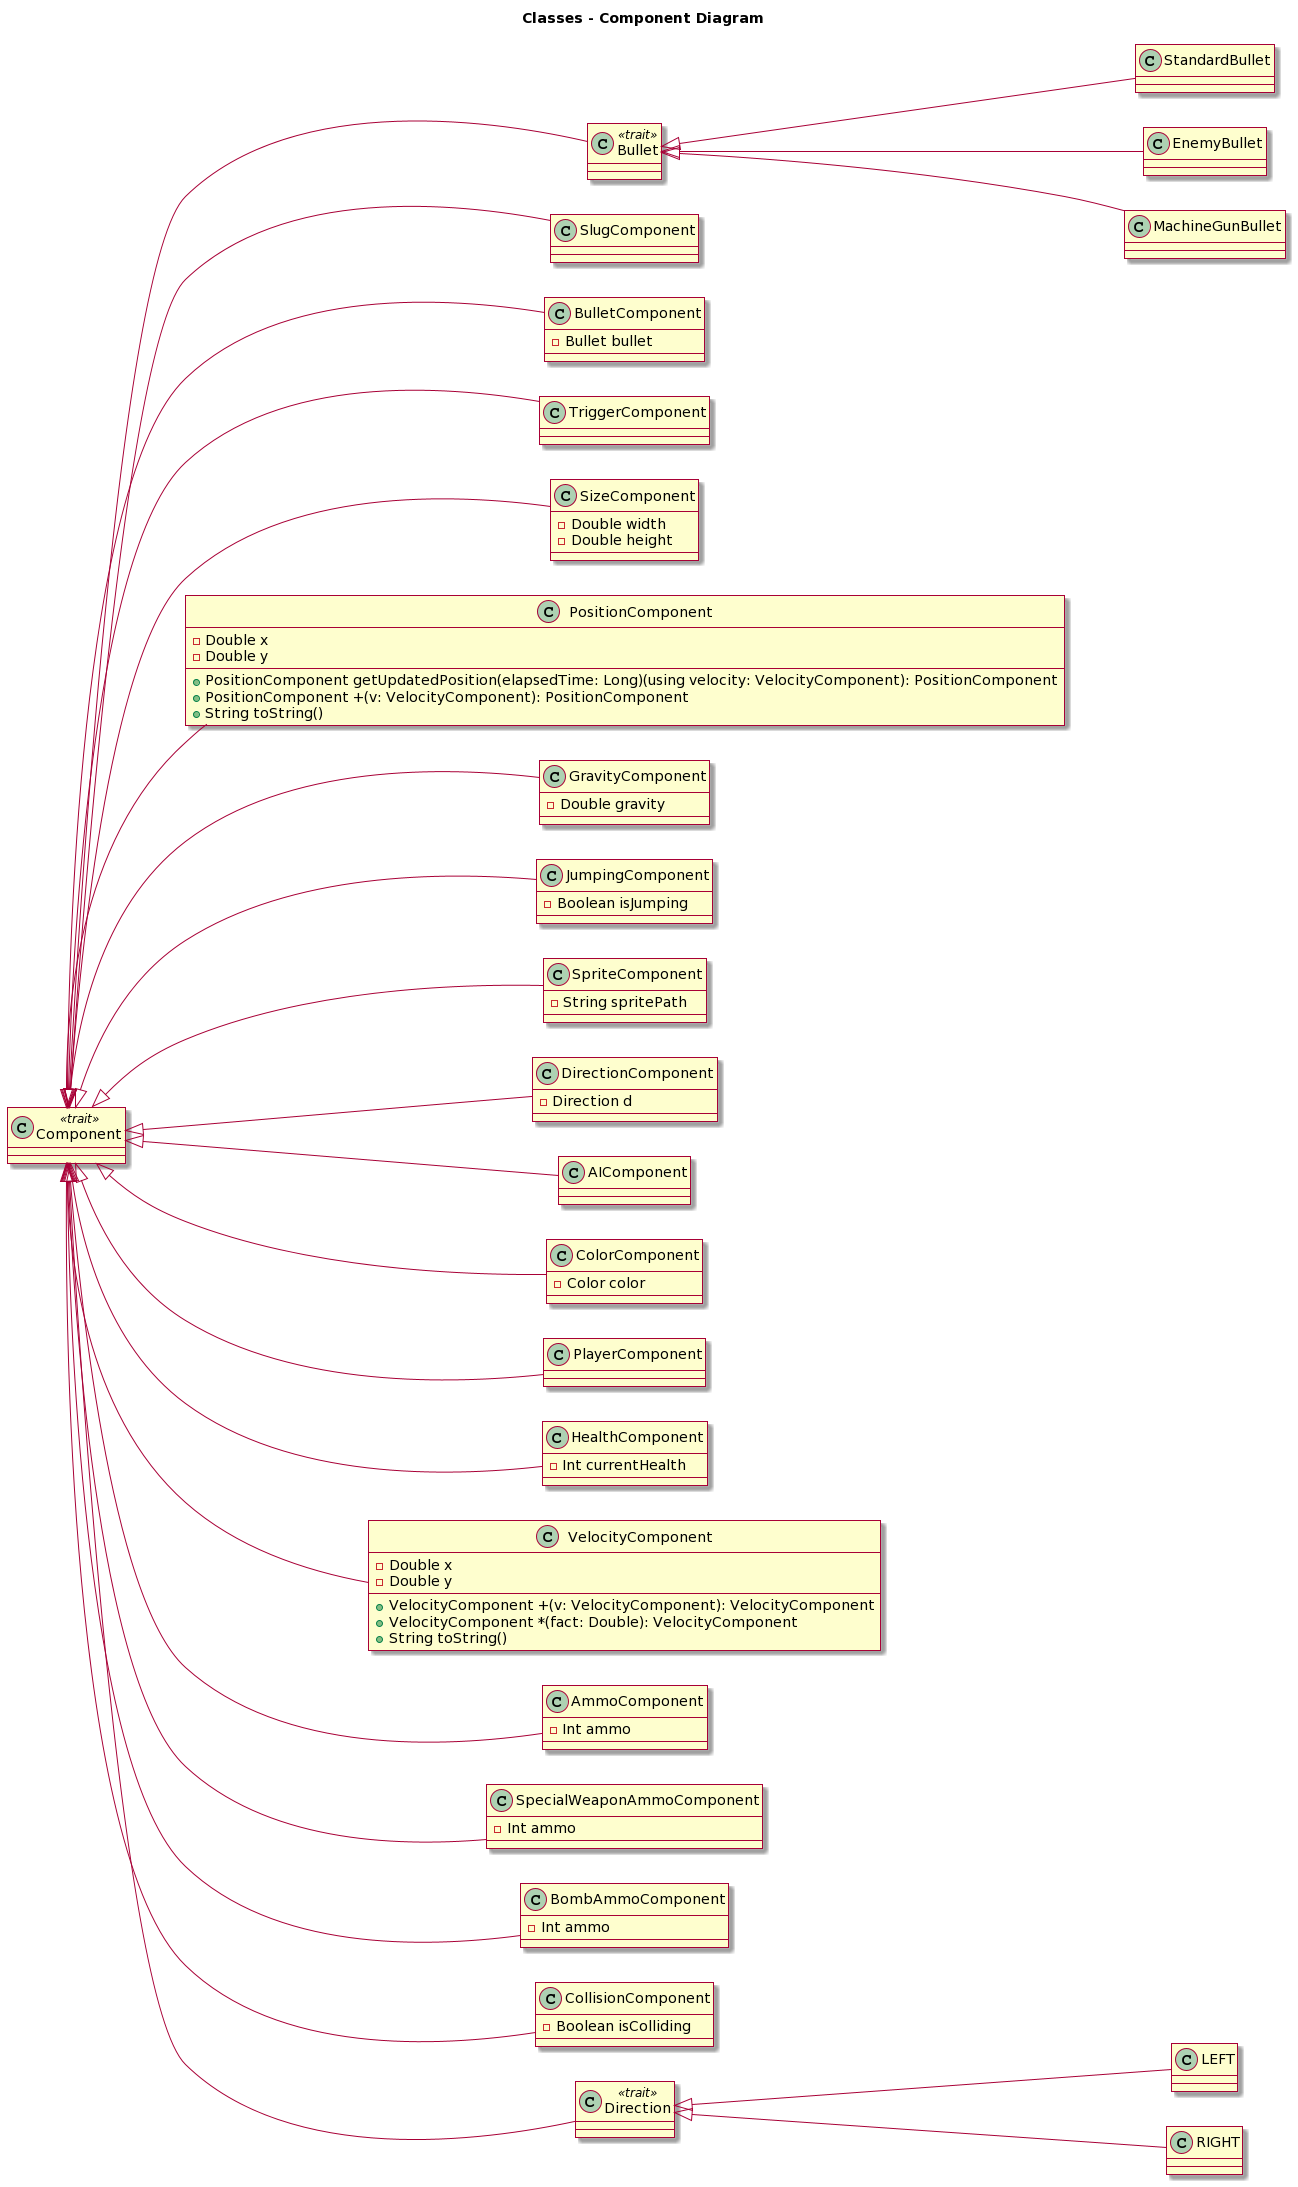 Classes - Component Diagram
C StandardBullet
C «trait»
Bullet
C EnemyBullet
C MachineGunBullet
C SlugComponent
C BulletComponent
Bullet bullet
C TriggerComponent
C SizeComponent
Double width
Double height
C PositionComponent
Double x
Double y
PositionComponent getUpdatedPosition(elapsedTime: Long)(using velocity: VelocityComponent): PositionComponent
PositionComponent +(v: VelocityComponent): PositionComponent
String toString()
C GravityComponent
Double gravity
C JumpingComponent
Boolean isJumping
C SpriteComponent
String spritePath
C DirectionComponent
Direction d
C «trait»
Component
C AIComponent
C ColorComponent
Color color
C PlayerComponent
C HealthComponent
Int currentHealth
C VelocityComponent
Double x
Double y
VelocityComponent +(v: VelocityComponent): VelocityComponent
VelocityComponent *(fact: Double): VelocityComponent
String toString()
C AmmoComponent
Int ammo
C SpecialWeaponAmmoComponent
Int ammo
C BombAmmoComponent
Int ammo
C CollisionComponent
Boolean isColliding
C LEFT
C «trait»
Direction
C RIGHT